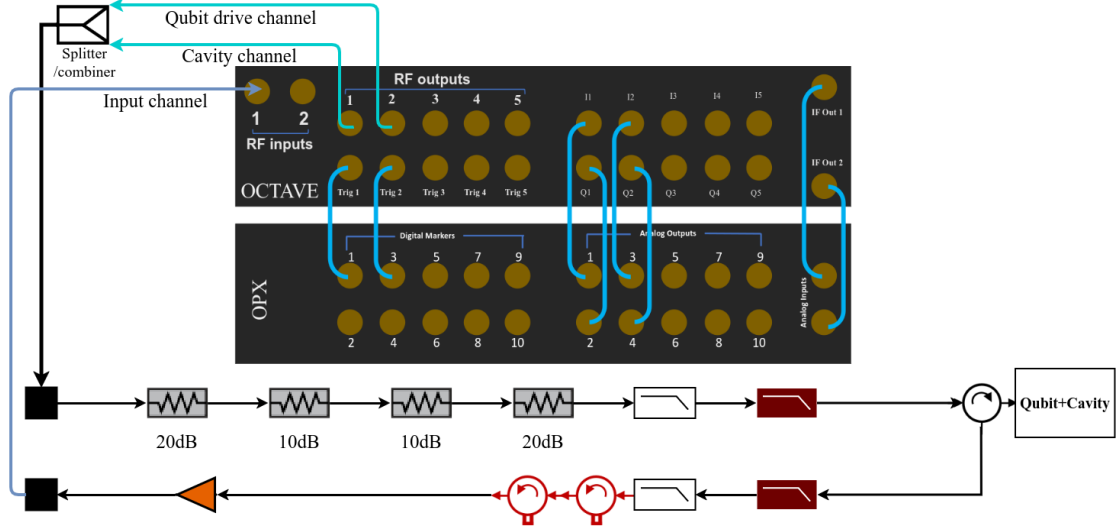 Qubit drive channel
Splitter
/combiner
Cavity channel
Input channel
RF outputs
1 2 3 4 5
I1 I2 I3 I4 I5
IF Out 1
1 2
RF inputs
IF Out 2
OCTAVE
Trig 1 Trig 2 Trig 3 Trig 4 Trig 5
Q1 Q2 Q3 Q4 Q5
Digital Markers
Analog Outputs
1 3 5 7 9
1 3 5 7 9
OPX
Analog Inputs
2 4 6 8 10
2 4 6 8 10
20dB
10dB
10dB
20dB
Qubit+Cavity